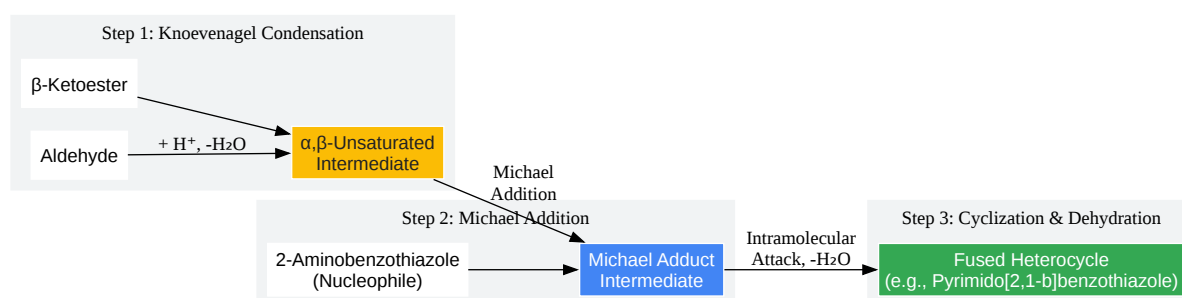 Step 1: Knoevenagel Condensation
β-Ketoester
Aldehyde
+ H⁺, -H₂O
α,β-Unsaturated
Intermediate
Michael
Addition
Step 2: Michael Addition
2-Aminobenzothiazole
(Nucleophile)
Michael Adduct
Intermediate
Intramolecular
Attack, -H₂O
Step 3: Cyclization & Dehydration
Fused Heterocycle
(e.g., Pyrimido[2,1-b]benzothiazole)